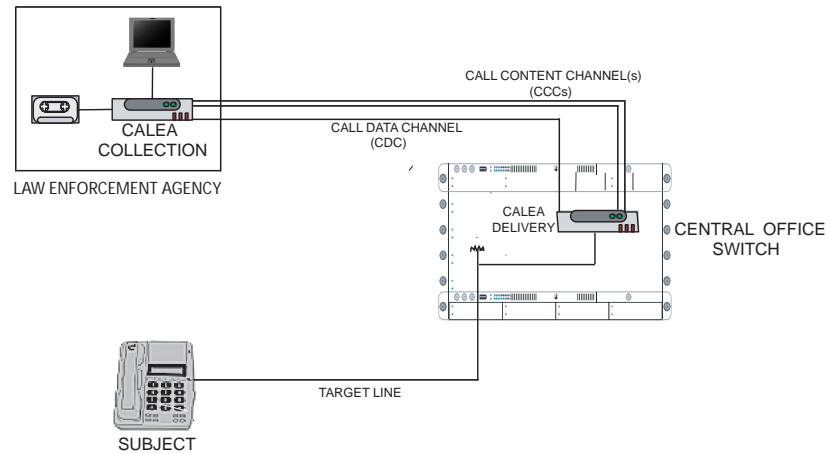 CALL CONTENT CHANNEL(s)
(CCCs)
CALL DATA CHANNEL
(CDC)
CALEA
COLLECTION
LAW ENFORCEMENT AGENCY
CALEA
DELIVERY
CENTRAL OFFICE
SWITCH
TARGET LINE
SUBJECT